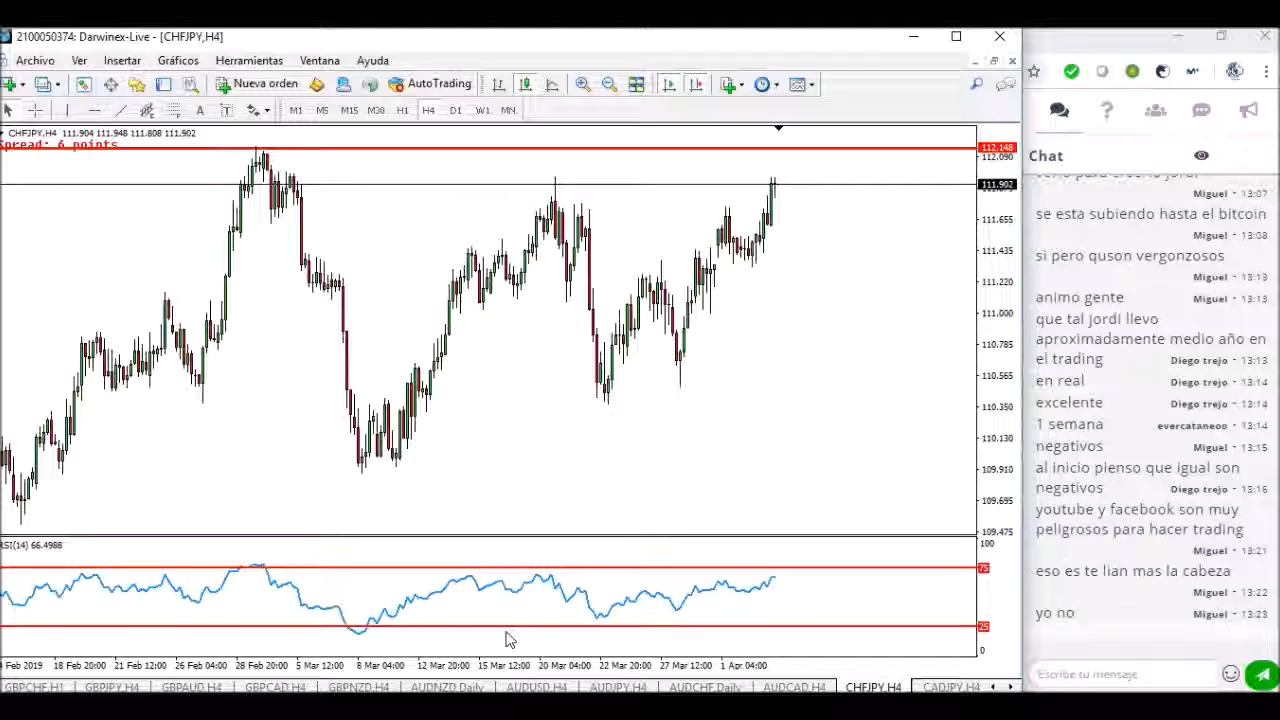 2100050374: Darwinex-Live - [CHFJPY,H4]
Archivo Ver Insertar Gráficos Herramientas Ventana Ayuda
Nueva orden AutoTrading
A T M1 M5 M15 M30 H1 H4 D1 W1 MN
CHFJPY,H4 111.904 111.948 111.808 111.902
Spread: 6 points
112.148
112.090
111.902
111.655
111.435
111.220
111.000
110.785
110.565
110.350
110.130
109.910
109.695
109.475
RSI(14) 66.4988
100
75
25
0
Feb 2019 18 Feb 20:00 21 Feb 12:00 26 Feb 04:00 28 Feb 20:00 5 Mar 12:00 8 Mar 04:00 12 Mar 20:00 15 Mar 12:00 20 Mar 04:00 22 Mar 20:00 27 Mar 12:00 1 Apr 04:00
GBPCHF,H1 GBPJPY,H4 GBPAUD,H4 GBPCAD,H4 GBPNZD,H4 AUDNZD,Daily AUDUSD,H4 AUDJPY,H4 AUDCHF,Daily AUDCAD,H4 CHFJPY,H4 CADJPY,H4
Chat
Miguel - 13:07
se esta subiendo hasta el bitcoin
Miguel - 13:08
si pero quson vergonzosos
Miguel - 13:13
animo gente
Miguel - 13:13
que tal jordi llevo
aproximadamente medio año en
el trading
Diego trejo - 13:13
en real
Diego trejo - 13:14
excelente
Diego trejo - 13:14
1 semana
evercataneoo - 13:14
negativos
Miguel - 13:15
al inicio pienso que igual son
negativos
Diego trejo - 13:16
youtube y facebook son muy
peligrosos para hacer trading
Miguel - 13:21
eso es te lian mas la cabeza
Miguel - 13:22
yo no
Miguel - 13:23
Escribe tu mensaje